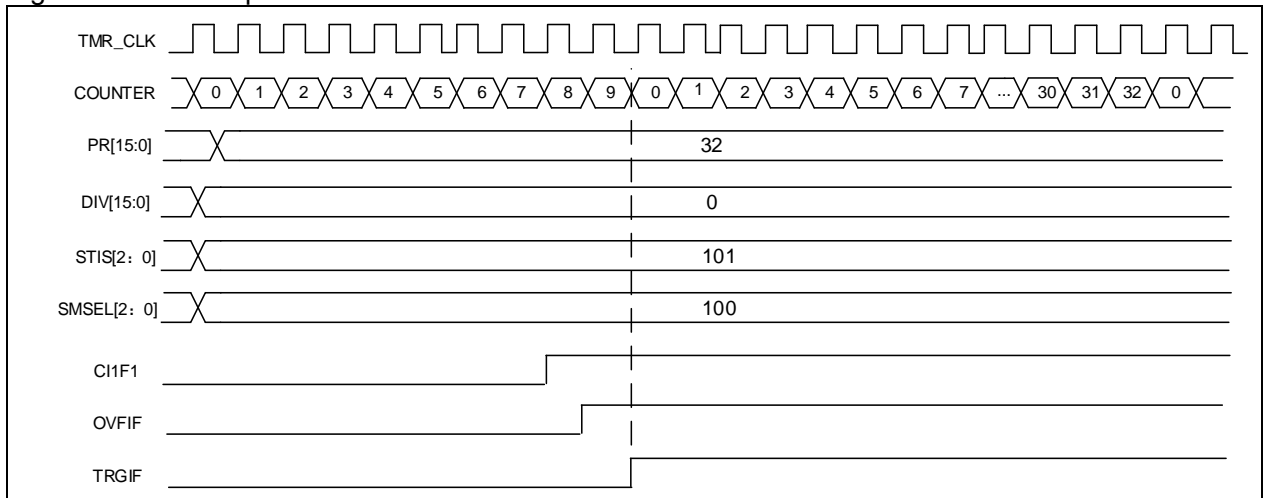 TMR_CLK
COUNTER 0 1 2 3 4 5 6 7 8 9 0 1 2 3 4 5 6 7 ... 30 31 32 0
PR[15:0] 32
DIV[15:0] 0
STIS[2：0] 101
SMSEL[2：0] 100
CI1F1
OVFIF
TRGIF